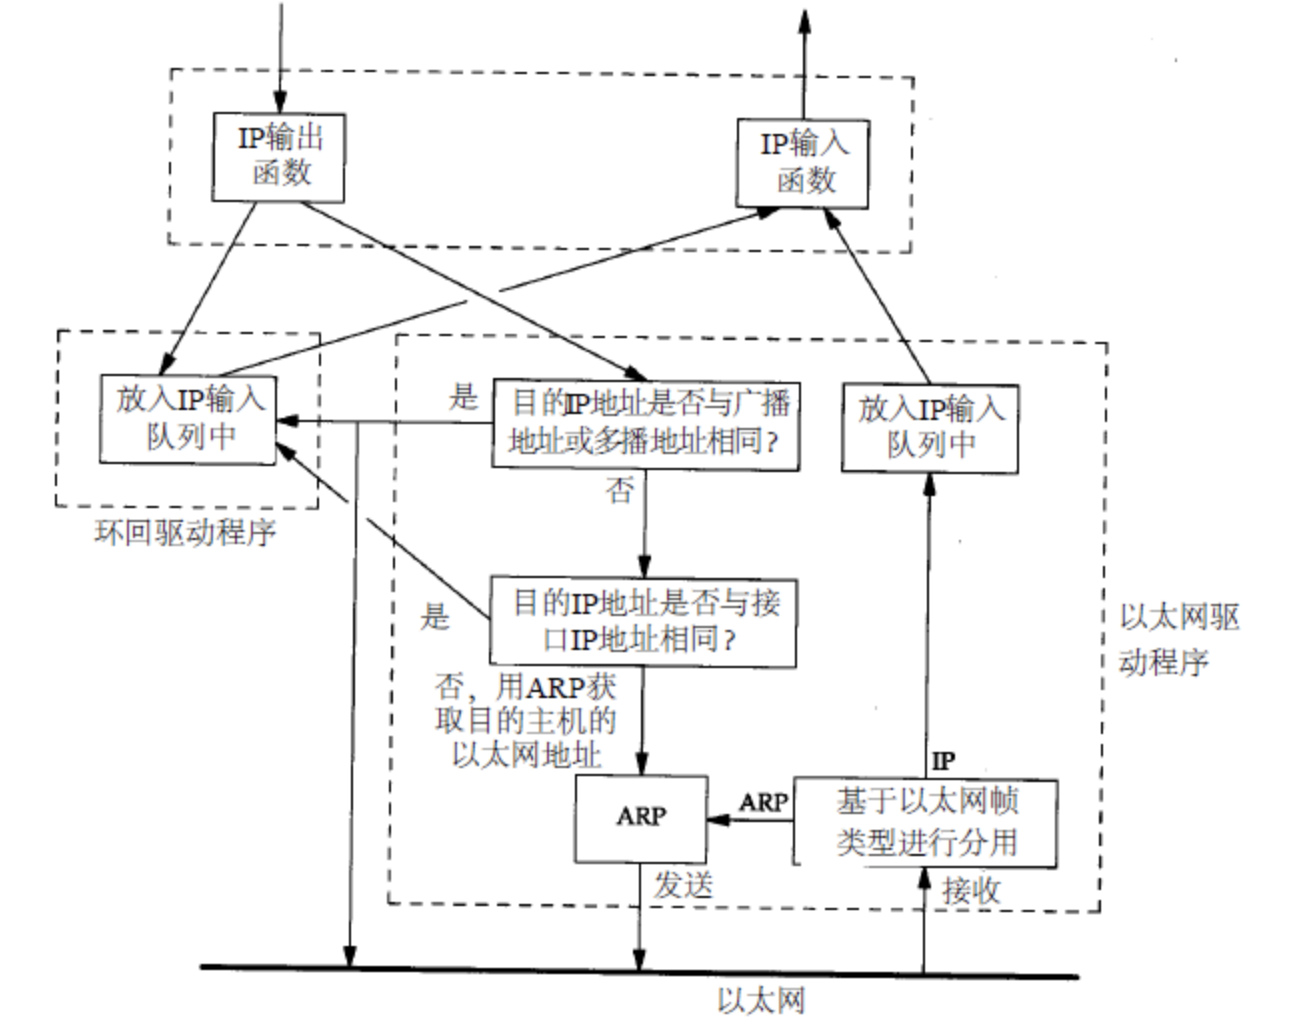 IP输出
函数
IP输入
函数
放入IP输入
队列中
环回驱动程序
是
目的IP地址是否与广播
地址或多播地址相同?
放入IP输入
队列中
否
目的IP地址是否与接
口IP地址相同?
是
以太网驱
动程序
否,用ARP获
取目的主机的
以太网地址
IP
ARP
ARP
基于以太网帧
类型进行分用
发送
接收
以太网